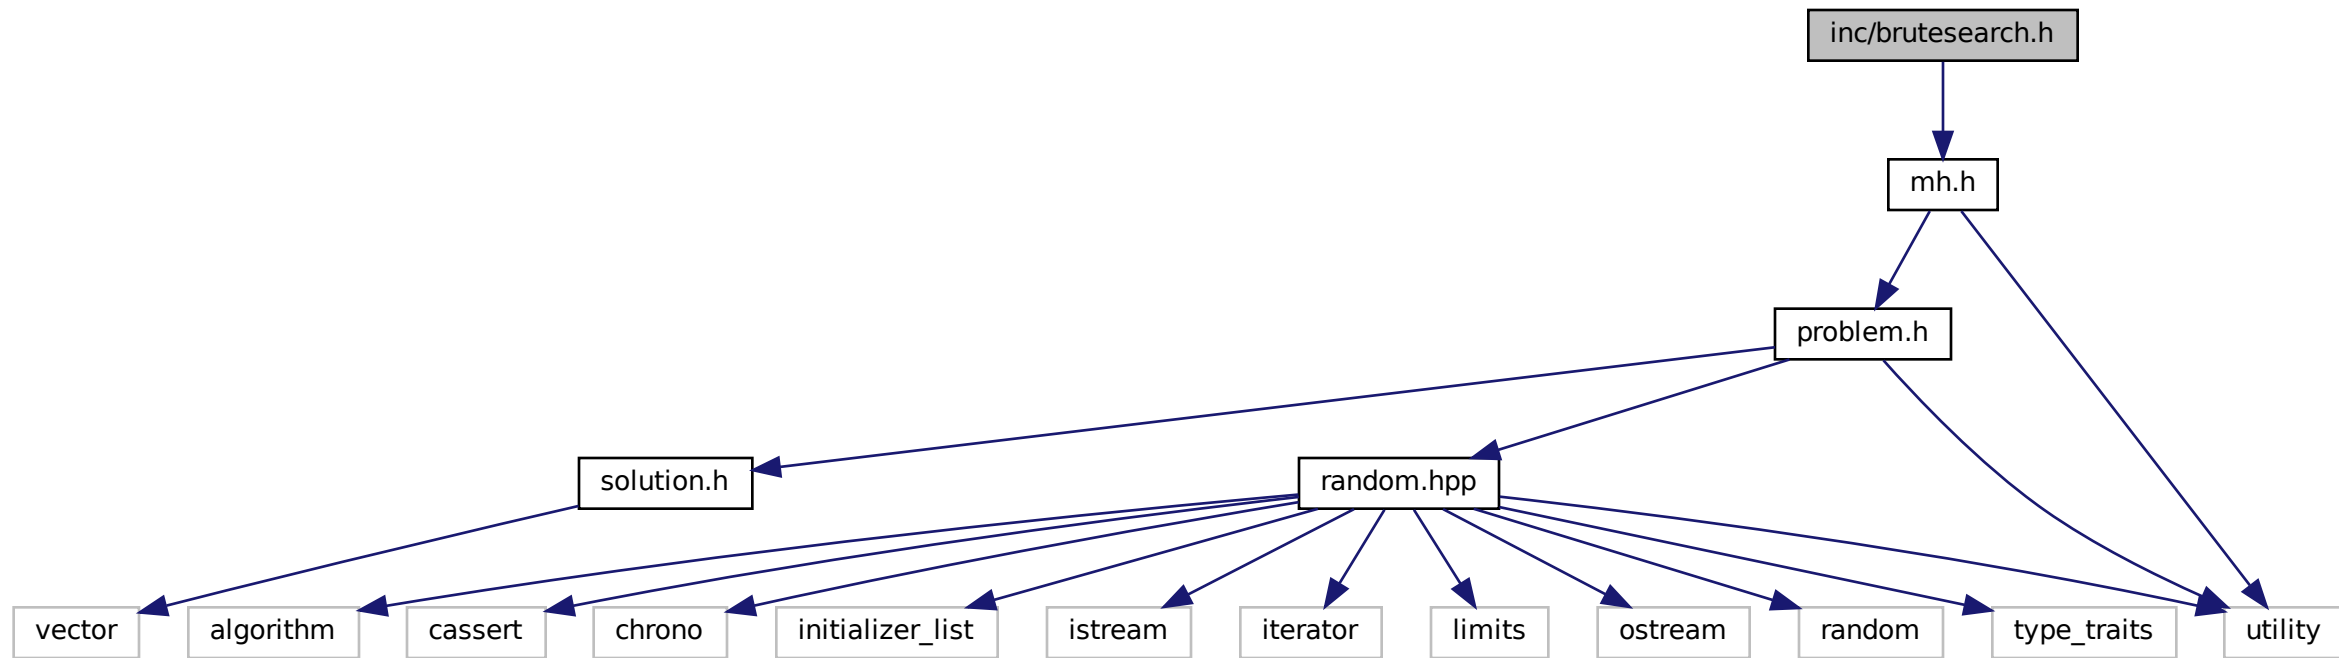 inc/brutesearch.h
mh.h
problem.h
solution.h
random.hpp
vector
algorithm
cassert
chrono
initializer_list
istream
iterator
limits
ostream
random
type_traits
utility